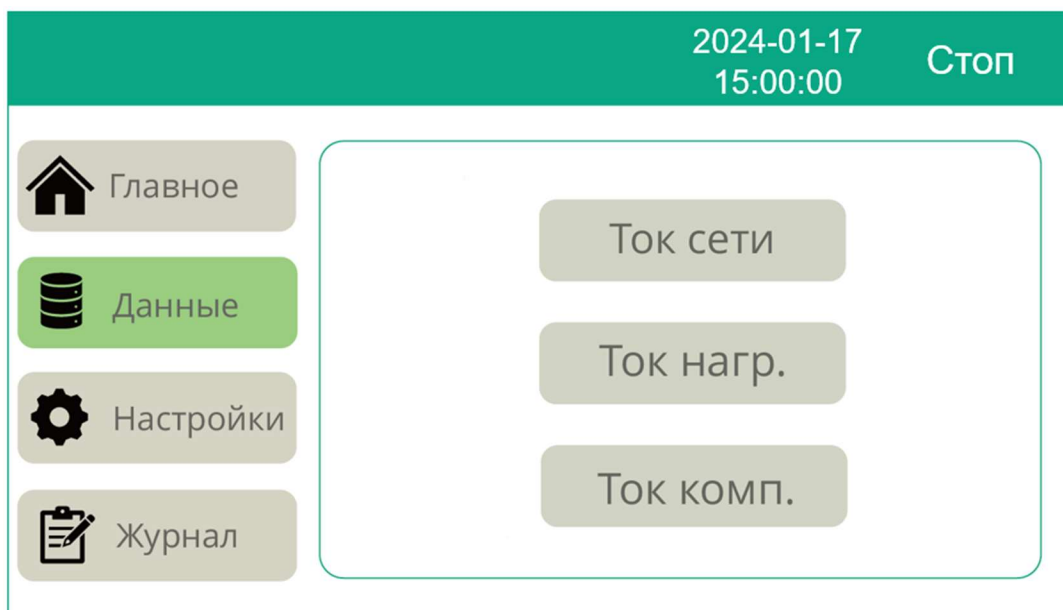 2024-01-17
15:00:00
Стоп
Главное
Данные
Настройки
Журнал
Ток сети
Ток нагр.
Ток комп.